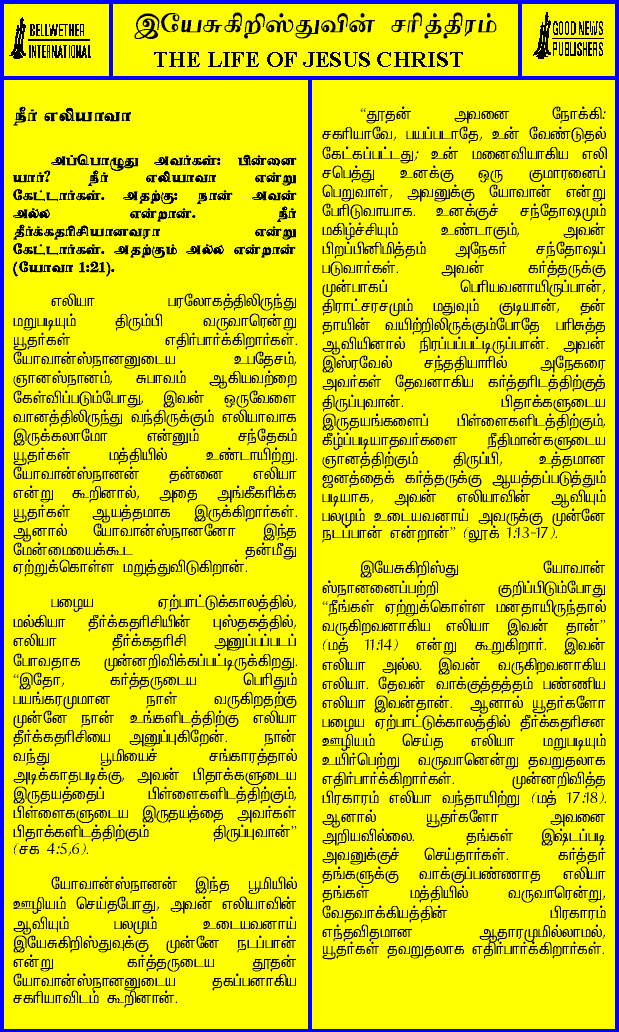 BELLWETHER
INTERNATIONAL
இயேசுகிறிஸ்துவின் சரித்திரம்
THE LIFE OF JESUS CHRIST
GOOD NEWS
PUBLISHERS
நீர் எலியாவா
அப்பொழுது அவர்கள்: பின்னை
யார்? நீர் எலியாவா என்று
கேட்டார்கள். அதற்கு: நான் அவன்
அல்ல என்றான். நீர்
தீர்க்கதரிசியானவரா என்று
கேட்டார்கள். அதற்கும் அல்ல என்றான்
(யோவா 1:21).
எலியா பரலோகத்திலிருந்து
மறுபடியும் திரும்பி வருவாரென்று
யூதர்கள் எதிர்பார்க்கிறார்கள்.
யோவான்ஸ்நானனுடைய உபதேசம்,
ஞானஸ்நானம், சுபாவம் ஆகியவற்றை
கேள்விப்படும்போது, இவன் ஒருவேளை
வானத்திலிருந்து வந்திருக்கும் எலியாவாக
இருக்கலாமோ என்னும் சந்தேகம்
யூதர்கள் மத்தியில் உண்டாயிற்று.
யோவான்ஸ்நானன் தன்னை எலியா
என்று கூறினால், அதை அங்கீகரிக்க
யூதர்கள் ஆயத்தமாக இருக்கிறார்கள்.
ஆனால் யோவான்ஸ்நானனோ இந்த
மேன்மையைக்கூட தன்மீது
ஏற்றுக்கொள்ள மறுத்துவிடுகிறான்.
பழைய ஏற்பாட்டுக்காலத்தில்,
மல்கியா தீர்க்கதரிசியின் புஸ்தகத்தில்,
எலியா தீர்க்கதரிசி அனுப்பப்படப்
போவதாக முன்னறிவிக்கப்பட்டிருக்கிறது.
“இதோ, கர்த்தருடைய பெரிதும்
பயங்கரமுமான நாள் வருகிறதற்கு
முன்னே நான் உங்களிடத்திற்கு எலியா
தீர்க்கதரிசியை அனுப்புகிறேன். நான்
வந்து பூமியைச் சங்காரத்தால்
அடிக்காதபடிக்கு, அவன் பிதாக்களுடைய
இருதயத்தைப் பிள்ளைகளிடத்திற்கும்,
பிள்ளைகளுடைய இருதயத்தை அவர்கள்
பிதாக்களிடத்திற்கும் திருப்புவான்”
(சக 4:5,6).
யோவான்ஸ்நானன் இந்த பூமியில்
ஊழியம் செய்தபோது, அவன் எலியாவின்
ஆவியும் பலமும் உடையவனாய்
இயேசுகிறிஸ்துவுக்கு முன்னே நடப்பான்
என்று கர்த்தருடைய தூதன்
யோவான்ஸ்நானனுடைய தகப்பனாகிய
சகரியாவிடம் கூறினான்.
“தூதன் அவனை நோக்கி:
சகரியாவே, பயப்படாதே, உன் வேண்டுதல்
கேட்கப்பட்டது; உன் மனைவியாகிய எலி
சபெத்து உனக்கு ஒரு குமாரனைப்
பெறுவாள், அவனுக்கு யோவான் என்று
பேரிடுவாயாக. உனக்குச் சந்தோஷமும்
மகிழ்ச்சியும் உண்டாகும், அவன்
பிறப்பினிமித்தம் அநேகர் சந்தோஷப்
படுவார்கள். அவன் கர்த்தருக்கு
முன்பாகப் பெரியவனாயிருப்பான்,
திராட்சரசமும் மதுவும் குடியான், தன்
தாயின் வயிற்றிலிருக்கும்போதே பரிசுத்த
ஆவியினால் நிரப்பப்பட்டிருப்பான். அவன்
இஸ்ரவேல் சந்ததியாரில் அநேகரை
அவர்கள் தேவனாகிய கர்த்தரிடத்திற்குத்
திருப்புவான். பிதாக்களுடைய
இருதயங்களைப் பிள்ளைகளிடத்திற்கும்,
கீழ்ப்படியாதவர்களை நீதிமான்களுடைய
ஞானத்திற்கும் திருப்பி, உத்தமான
ஜனத்தைக் கர்த்தருக்கு ஆயத்தப்படுத்தும்
படியாக, அவன் எலியாவின் ஆவியும்
பலமும் உடையவனாய் அவருக்கு முன்னே
நடப்பான் என்றான்” (லூக் 1:13-17).
இயேசுகிறிஸ்து யோவான்
ஸ்நானனைப்பற்றி குறிப்பிடும்போது
“நீங்கள் ஏற்றுக்கொள்ள மனதாயிருந்தால்
வருகிறவனாகிய எலியா இவன் தான்”
(மத் 11:14) என்று கூறுகிறார். இவன்
எலியா அல்ல. இவன் வருகிறவனாகிய
எலியா. தேவன் வாக்குத்தத்தம் பண்ணிய
எலியா இவன்தான். ஆனால் யூதர்களோ
பழைய ஏற்பாட்டுக்காலத்தில் தீர்க்கதரிசன
ஊழியம் செய்த எலியா மறுபடியும்
உயிர்பெற்று வருவானென்று தவறுதலாக
எதிர்பார்க்கிறார்கள். முன்னறிவித்த
பிரகாரம் எலியா வந்தாயிற்று (மத் 17:18).
ஆனால் யூதர்களோ அவனை
அறியவில்லை. தங்கள் இஷ்டப்படி
அவனுக்குச் செய்தார்கள். கர்த்தர்
தங்களுக்கு வாக்குப்பண்ணாத எலியா
தங்கள் மத்தியில் வருவாரென்று,
வேதவாக்கியத்தின் பிரகாரம்
எந்தவிதமான ஆதாரமுமில்லாமல்,
யூதர்கள் தவறுதலாக எதிர்பார்க்கிறார்கள்.